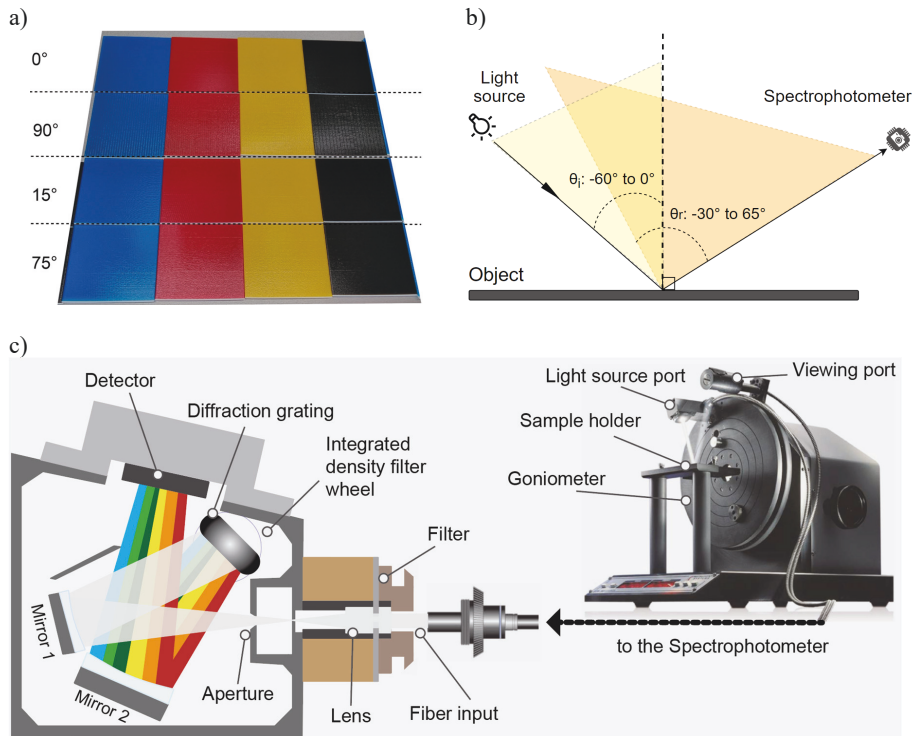 a)
0°
90°
15°
75°
b)
Light
source
Spectrophotometer
θi: -60° to 0°
θr: -30° to 65°
Object
c)
Detector
Diffraction grating
Integrated
density filter
wheel
Filter
Mirror 1
Mirror 2
Aperture
Lens
Fiber input
Light source port
Viewing port
Sample holder
Goniometer
to the Spectrophotometer